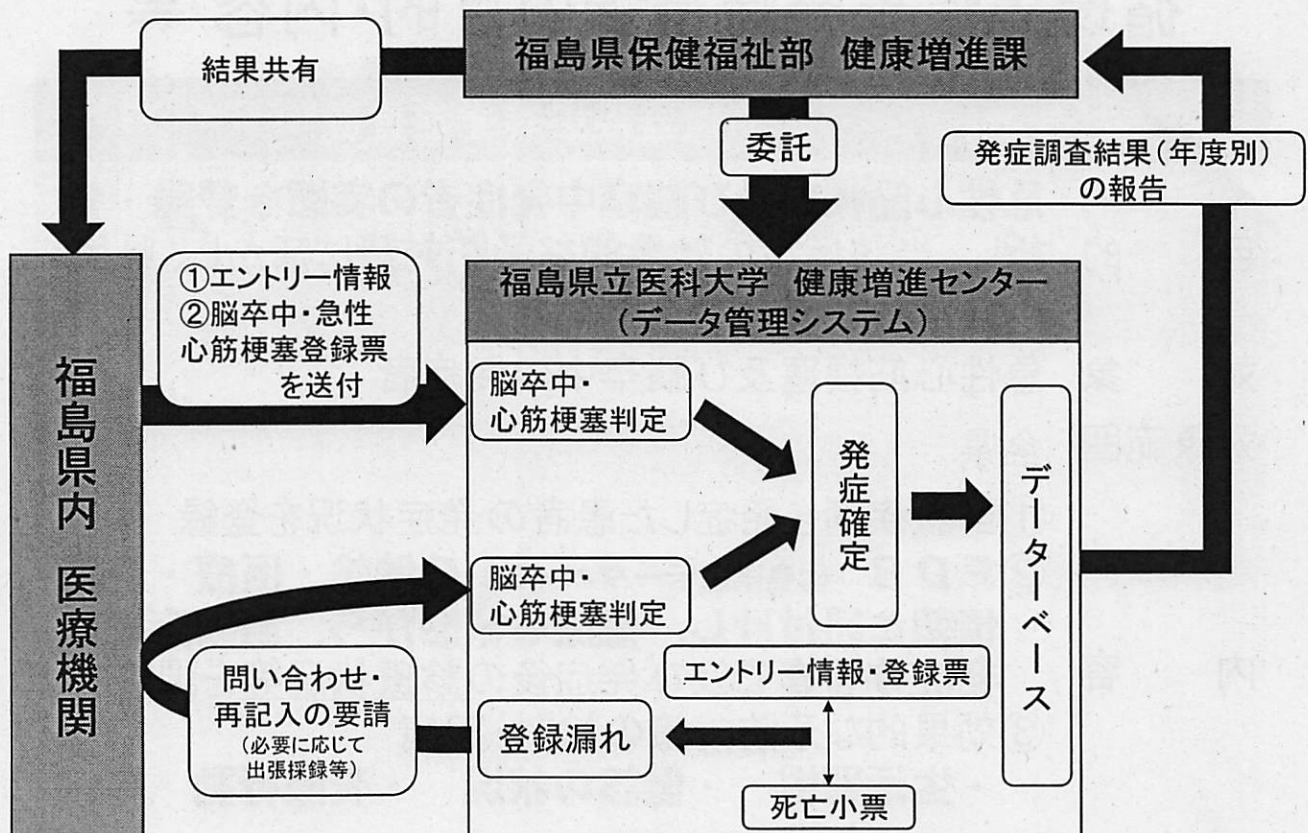 結果共有
福島県保健福祉部 健康増進課
委託
発症調査結果(年度別)
の報告
①エントリー情報
②脳卒中・急性
心筋梗塞登録票
を送付
福島県立医科大学 健康増進センター
(データ管理システム)
福島県内 医療機関
脳卒中・
心筋梗塞判定
発症確定
データベース
脳卒中・
心筋梗塞判定
エントリー情報・登録票
問い合わせ・
再記入の要請
(必要に応じて
出張採録等)
登録漏れ
死亡小票